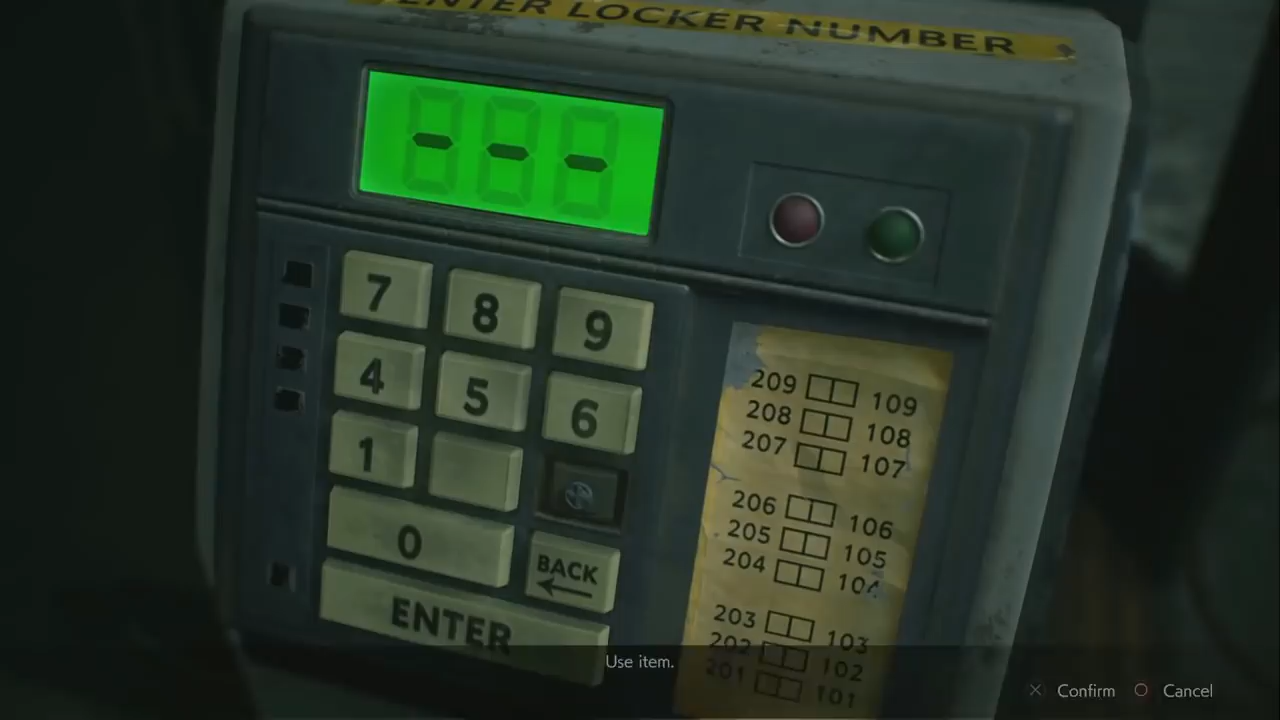 ENTER LOCKER NUMBER
---
7 8 9
4 5 6
1
0 BACK
ENTER
209 109
208 108
207 107
206 106
205 105
204 104
203 103
202 102
201 101
Use item.
X Confirm O Cancel